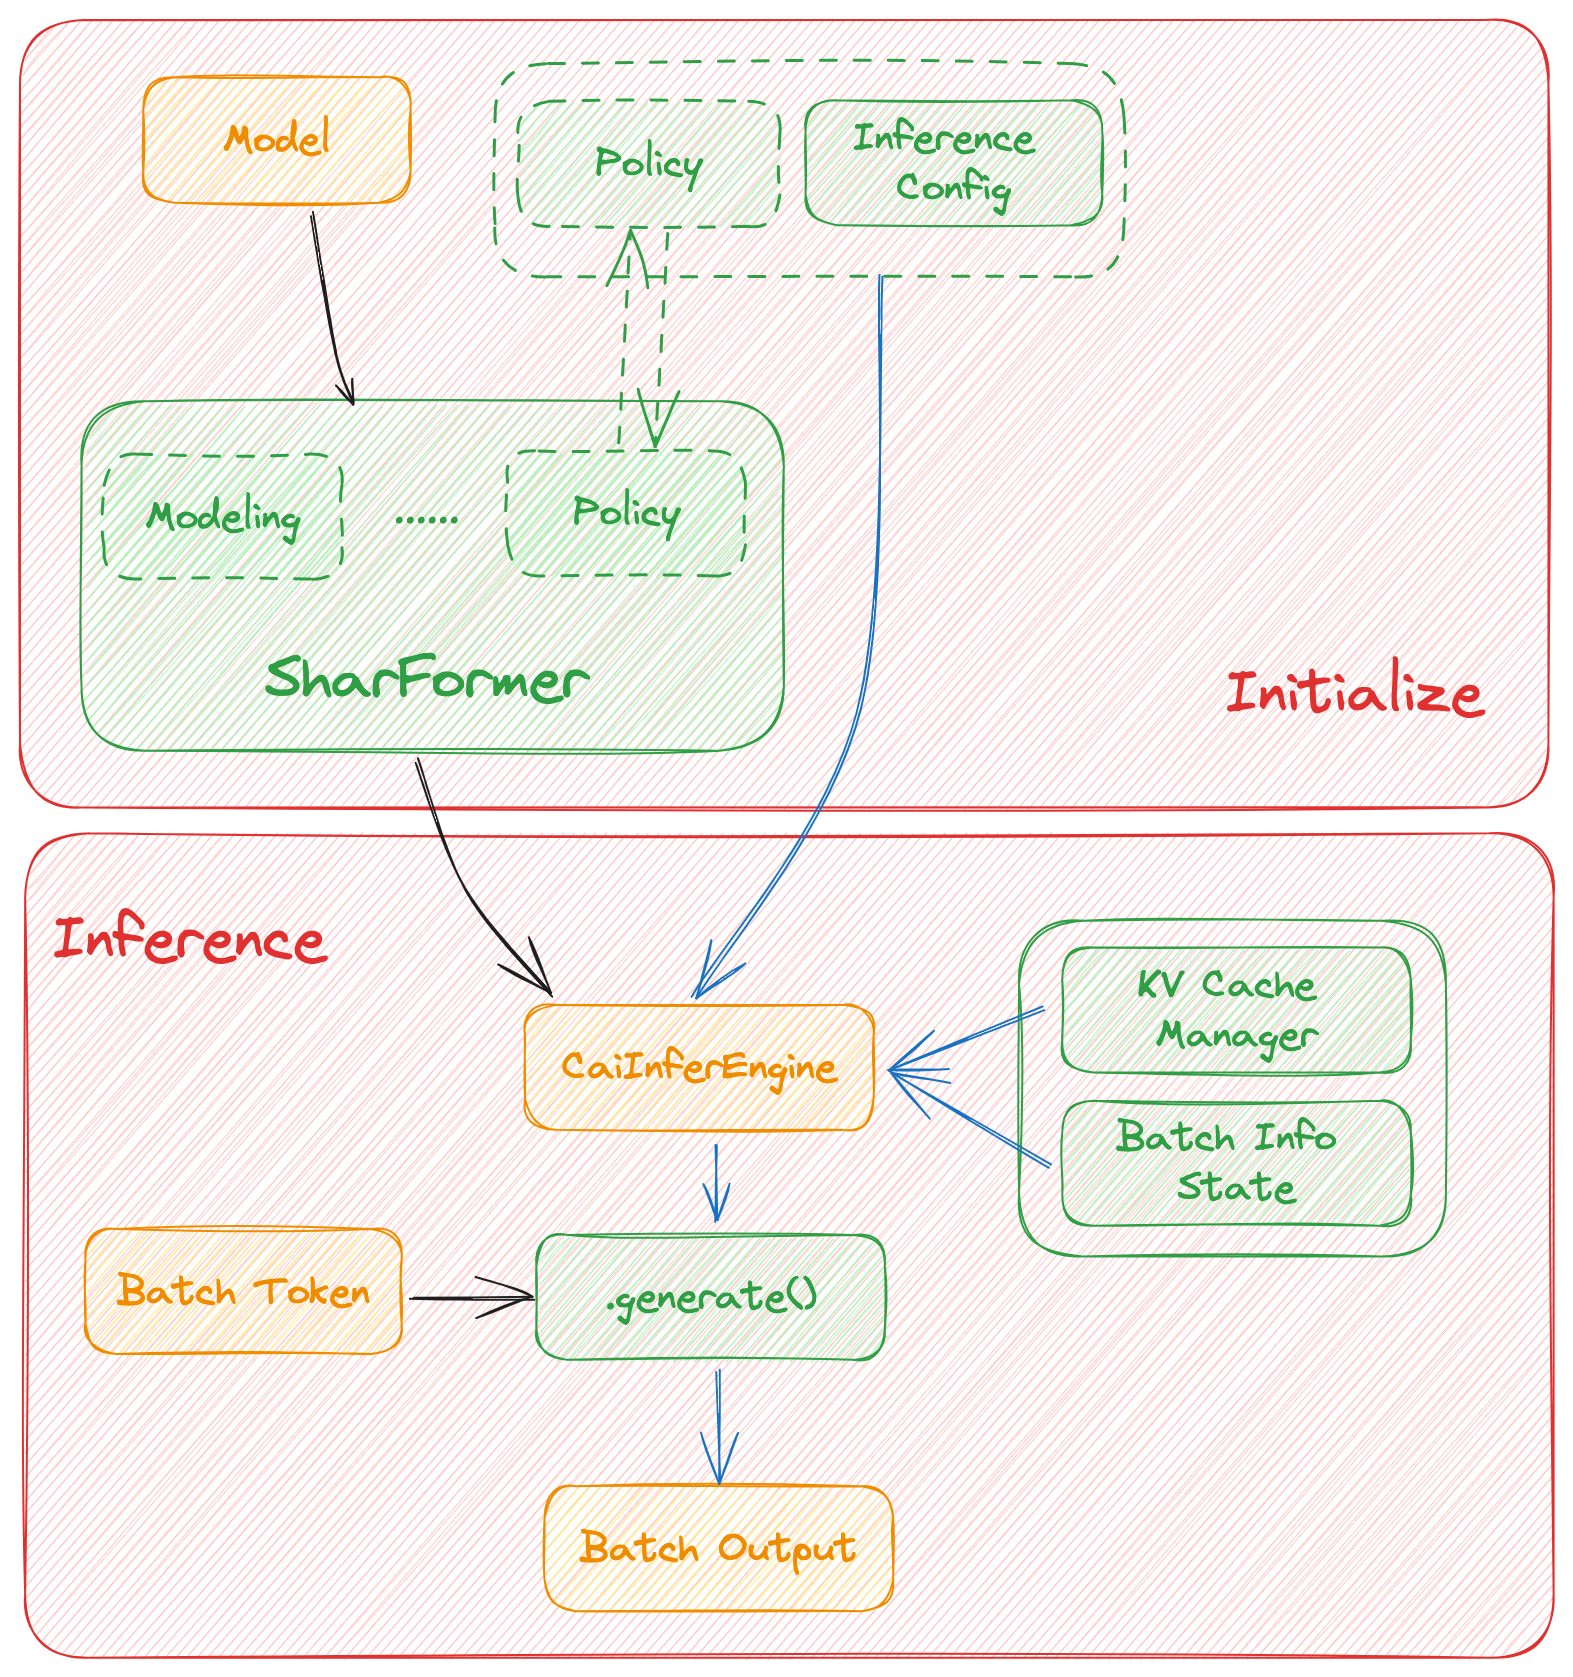 Model
Policy
Inference
Config
Modeling
......
Policy
SharFormer
Initialize
Inference
KV Cache
Manager
CaiInferEngine
Batch Info
State
Batch Token
.generate()
Batch Output